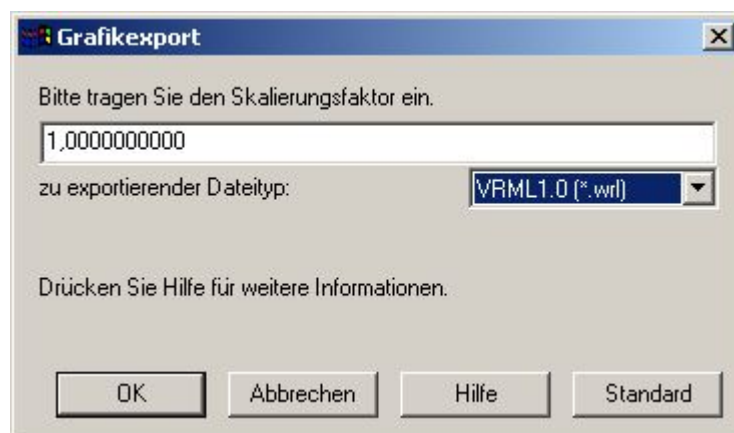 Grafikexport
Bitte tragen Sie den Skalierungsfaktor ein.
1,0000000000
zu exportierender Dateityp: VRML1.0 (*.wrl)
Drücken Sie Hilfe für weitere Informationen.
OK Abbrechen Hilfe Standard